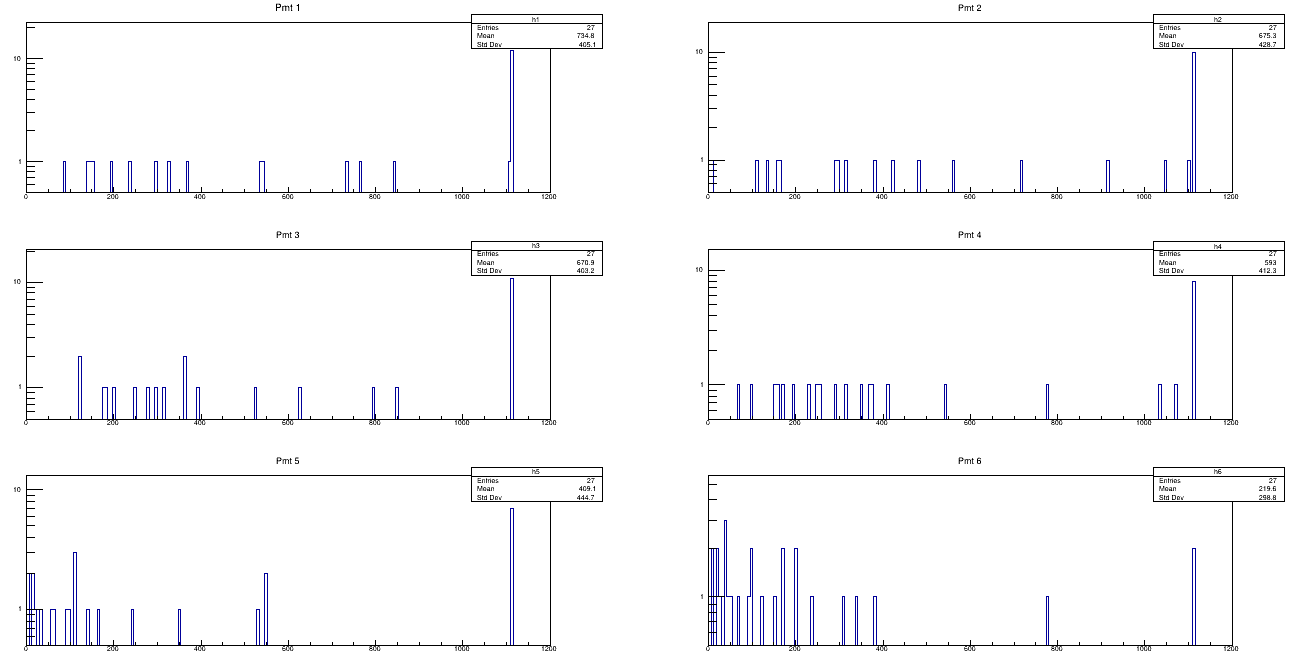 Pmt 1
h1
Entries 27
Mean 734.8
Std Dev 405.1
10
1
0 200 400 600 800 1000 1200
Pmt 2
h2
Entries 27
Mean 675.3
Std Dev 428.7
10
1
0 200 400 600 800 1000 1200
Pmt 3
h3
Entries 27
Mean 670.9
Std Dev 403.2
10
1
0 200 400 600 800 1000 1200
Pmt 4
h4
Entries 27
Mean 593
Std Dev 412.3
10
1
0 200 400 600 800 1000 1200
Pmt 5
h5
Entries 27
Mean 409.1
Std Dev 444.7
10
1
0 200 400 600 800 1000 1200
Pmt 6
h6
Entries 27
Mean 219.6
Std Dev 298.8
1
0 200 400 600 800 1000 1200